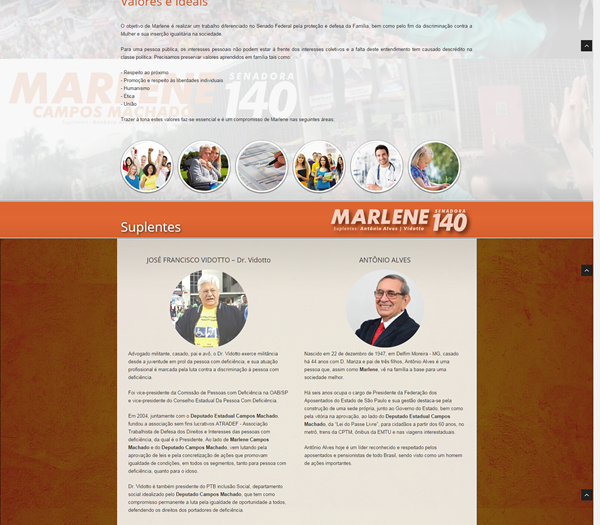 Valores e Ideais
O objetivo de Marlene é realizar um trabalho diferenciado no Senado Federal pela proteção e defesa da Família, bem como pelo fim da discriminação contra a
Mulher e sua inserção igualitária na sociedade.
Para uma pessoa pública, os interesses pessoais não podem estar à frente dos interesses coletivos e a falta deste entendimento tem causado descrédito na
classe política. Precisamos preservar valores aprendidos em família tais como:
- Respeito ao próximo
- Promoção e respeito às liberdades individuais
- Humanismo
- Ética
- União
MARLENE SENADORA 140
CAMPOS MACHADO
Trazer à tona estes valores faz-se essencial e é um compromisso de Marlene nas seguintes áreas:
Suplentes
MARLENE SENADORA 140
Suplentes: Antônio Alves | Vidotto
JOSÉ FRANCISCO VIDOTTO – Dr. Vidotto
Advogado militante, casado, pai e avô, o Dr. Vidotto exerce militância
desde a juventude em prol da pessoa com deficiência, e sua atuação
profissional é marcada pela luta contra a discriminação à pessoa com
deficiência.
Foi vice-presidente da Comissão de Pessoas com Deficiência na OAB/SP
e vice-presidente do Conselho Estadual Da Pessoa Com Deficiência.
Em 2004, juntamente com o Deputado Estadual Campos Machado,
fundou a associação sem fins lucrativos ATRADEF - Associação
Trabalhista de Defesa dos Direitos e Interesses das pessoas com
deficiência, da qual é o Presidente. Ao lado de Marlene Campos
Machado e do Deputado Campos Machado, vem lutando pela
aprovação de leis e pela concretização de ações que promovam
igualdade de condições, em todos os segmentos, tanto para pessoa com
deficiência, quanto para o idoso.
Dr. Vidotto é também presidente do PTB Inclusão Social, departamento
social idealizado pelo Deputado Campos Machado, que tem como
compromisso permanente a luta pela igualdade de oportunidade a todos,
defendendo os direitos dos portadores de deficiência.
ANTÔNIO ALVES
Nascido em 22 de dezembro de 1947, em Delfim Moreira - MG, casado
há 44 anos com D. Mariza e pai de três filhos, Antônio Alves é uma
pessoa que, assim como Marlene, vê na família a base para uma
sociedade melhor.
Há seis anos ocupa o cargo de Presidente da Federação dos
Aposentados do Estado de São Paulo e sua gestão destaca-se pela
construção de uma sede própria, junto ao Governo do Estado, bem como
pela vitória na aprovação, ao lado do Deputado Estadual Campos
Machado, da "Lei do Passe Livre", para cidadãos a partir dos 60 anos, no
metrô, trens da CPTM, ônibus da EMTU e nas viagens interestaduais.
Antônio Alves hoje é um líder reconhecido e respeitado pelos
aposentados e pensionistas de todo Brasil, sendo visto como um homem
de ações importantes.